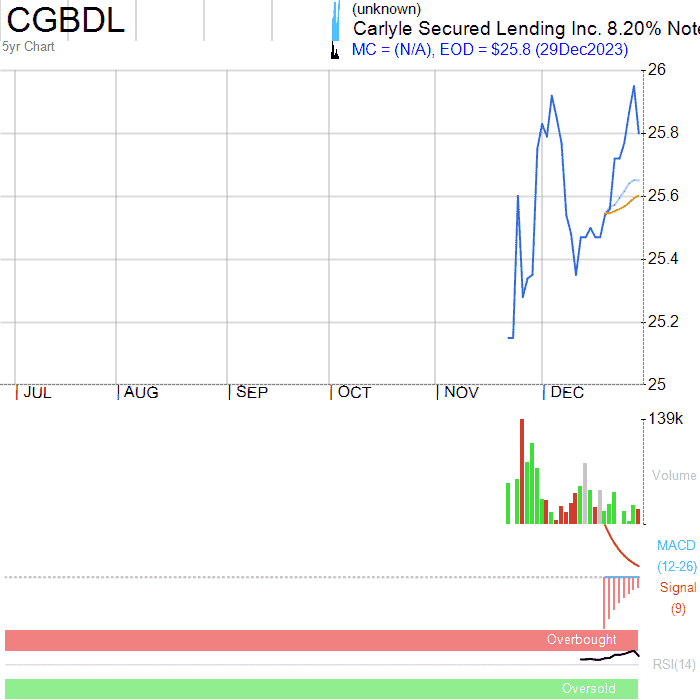 CGBDL
5yr Chart
(unknown)
Carlyle Secured Lending Inc. 8.20% Note
MC = (N/A), EOD = $25.8 (29Dec2023)
26
25.8
25.6
25.4
25.2
25
JUL AUG SEP OCT NOV DEC
139k
Volume
MACD
(12-26)
Signal
(9)
Overbought
RSI(14)
Oversold